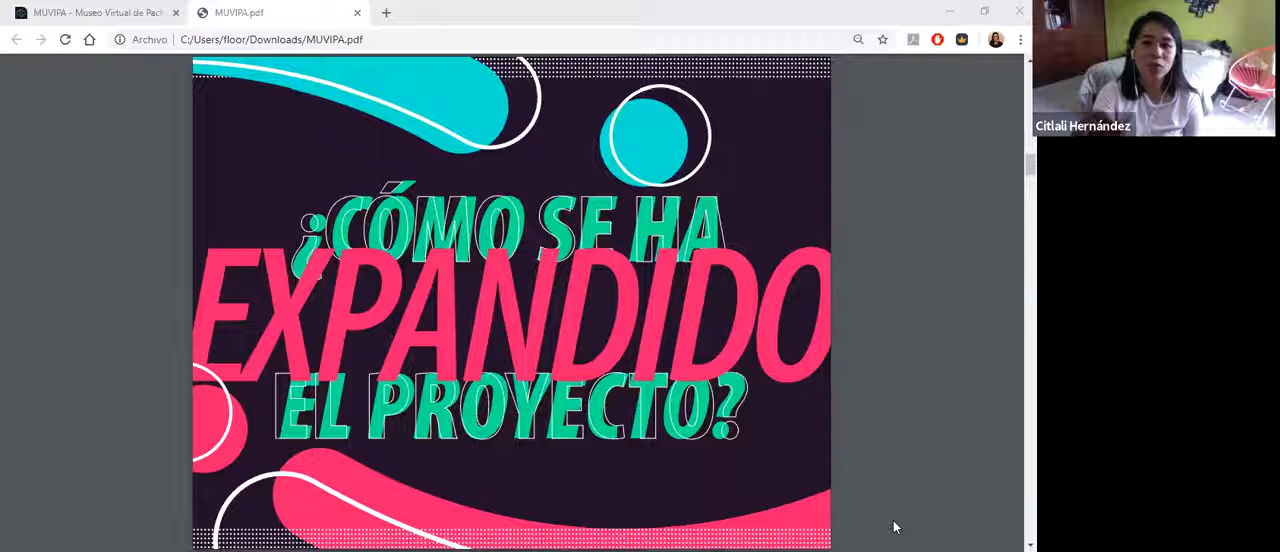 MUVIPA - Museo Virtual de Pach
MUVIPA.pdf
Archivo
C:/Users/floor/Downloads/MUVIPA.pdf
Citlali Hernández
¿CÓMO SE HA
EXPANDIDO
EL PROYECTO?